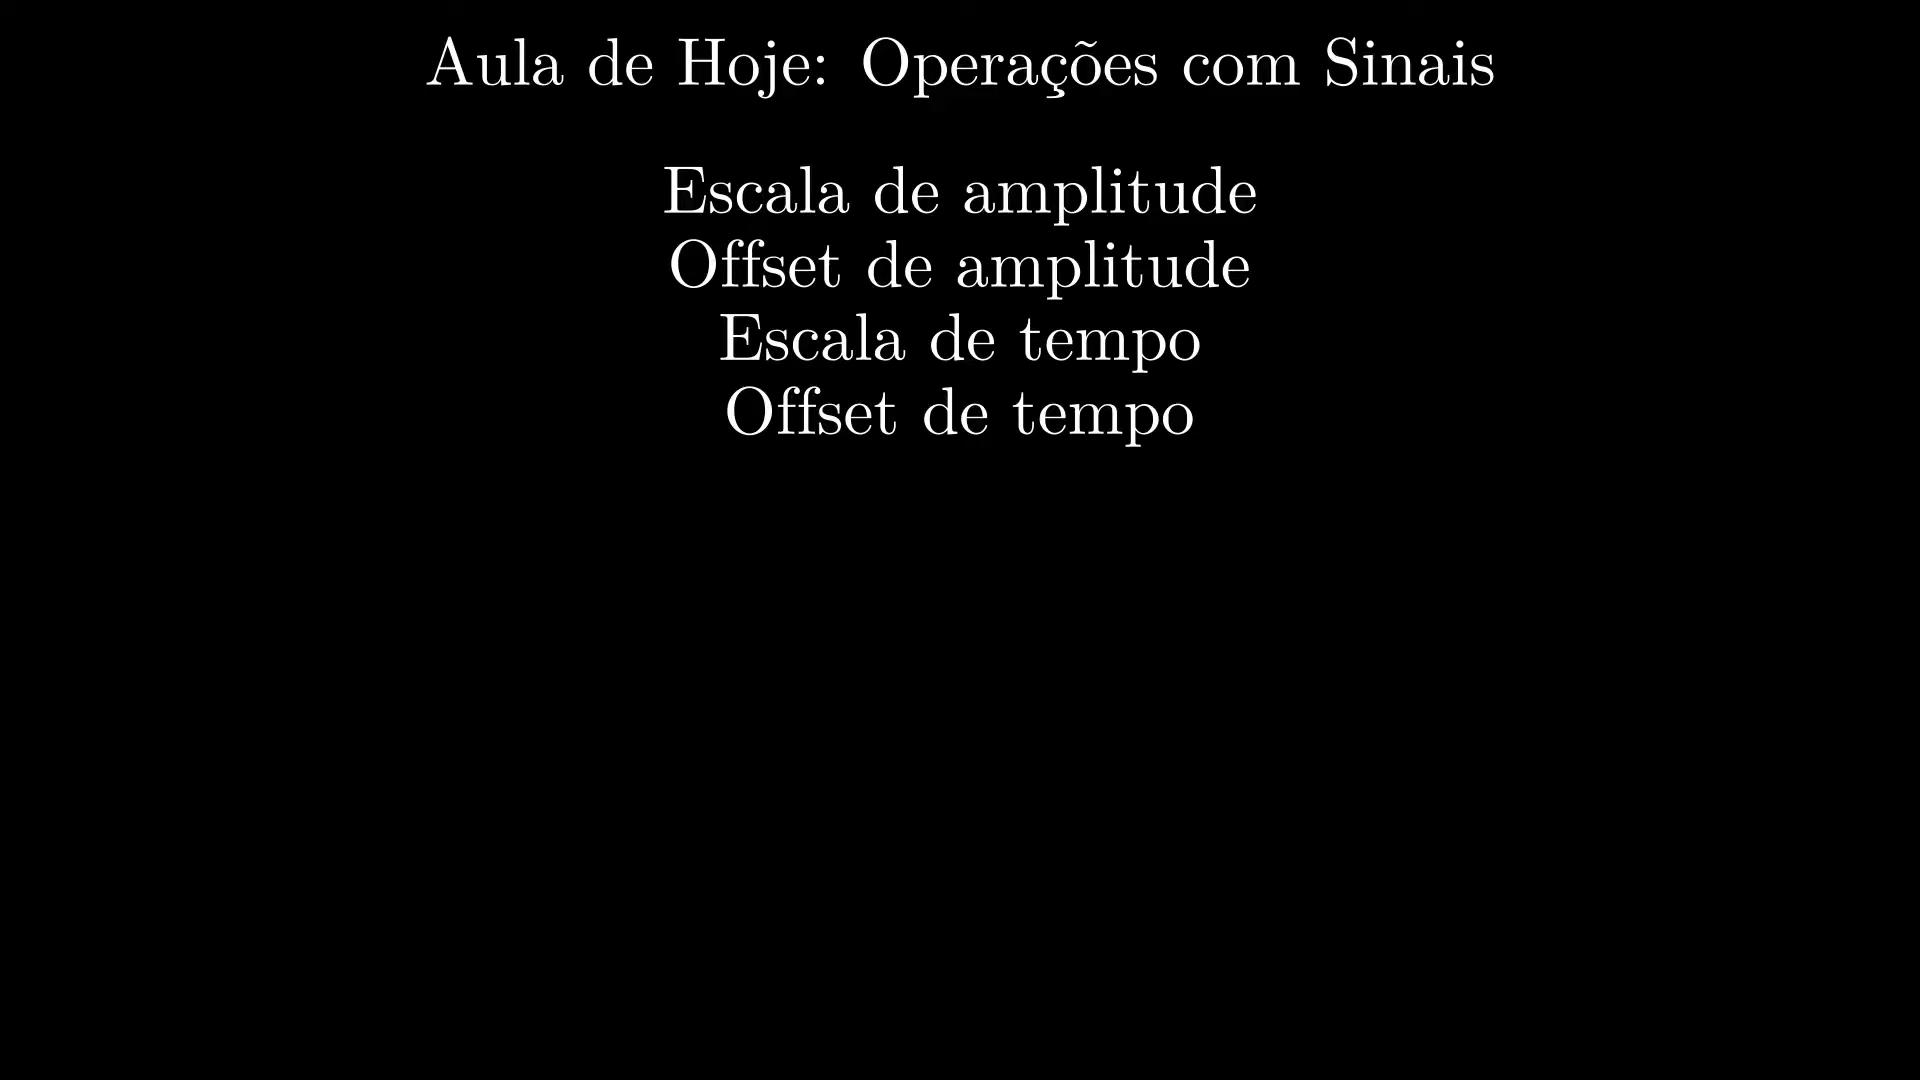 Aula de Hoje: Operações com Sinais
Escala de amplitude
Offset de amplitude
Escala de tempo
Offset de tempo